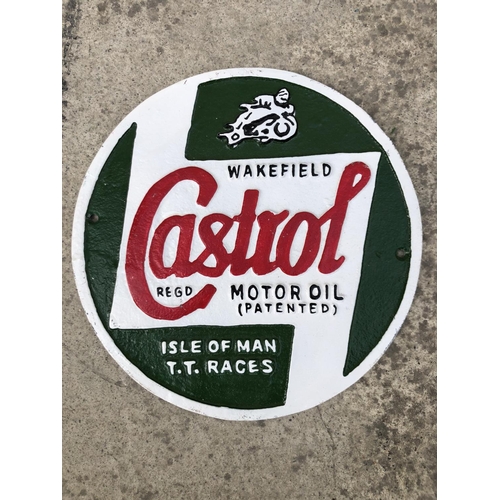 WAKEFIELD
Castrol
REGD MOTOR OIL
(PATENTED)
ISLE OF MAN
T.T. RACES